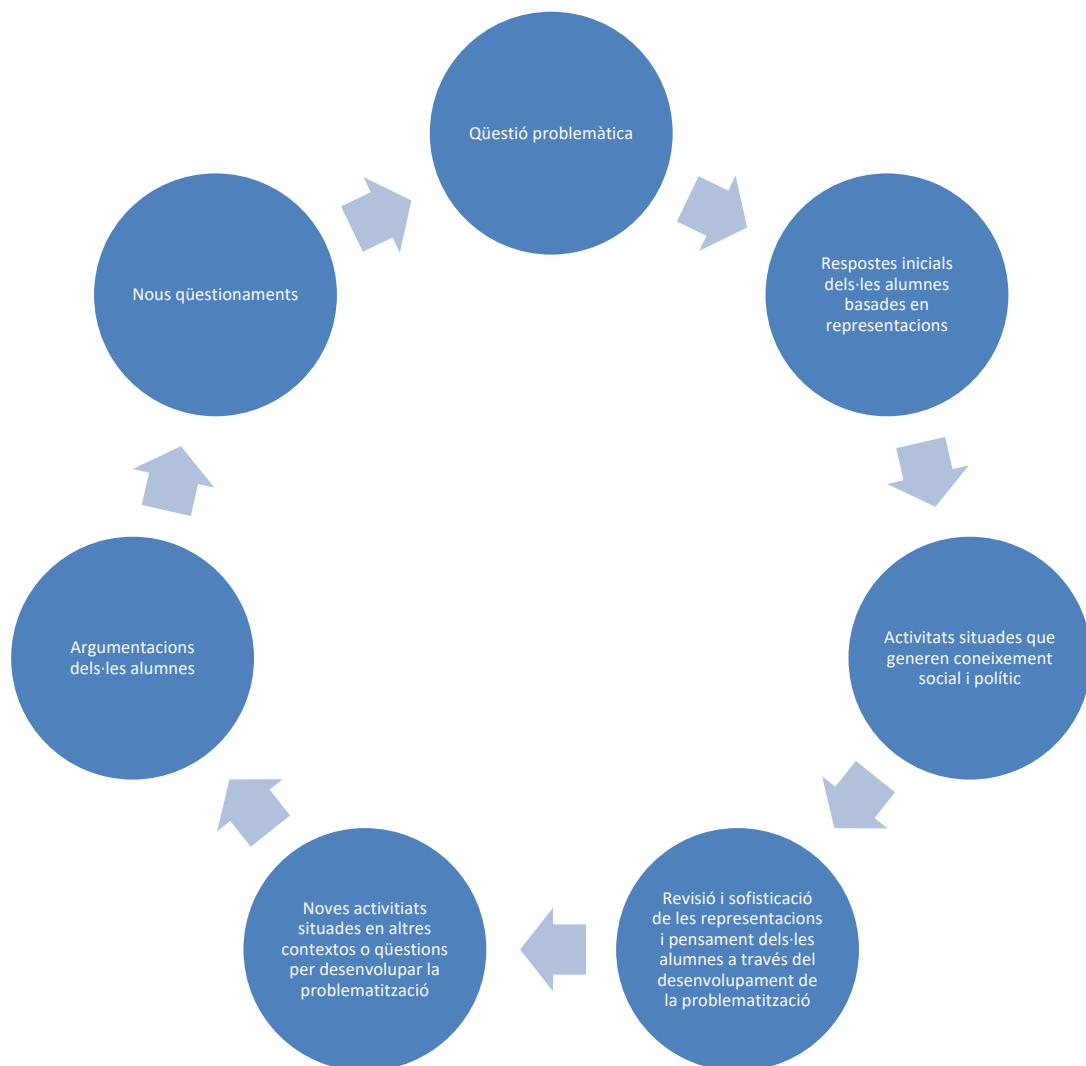 Qüestió problemàtica
Respostes inicials
dels·les alumnes
basades en
representacions
Activitats situades que
generen coneixement
social i polític
Revisió i sofisticació
de les representacions
i pensament dels·les
alumnes a través del
desenvolupament de
la problematització
Noves activitiats
situades en altres
contextos o qüestions
per desenvolupar la
problematització
Argumentacions
dels·les alumnes
Nous qüestionaments